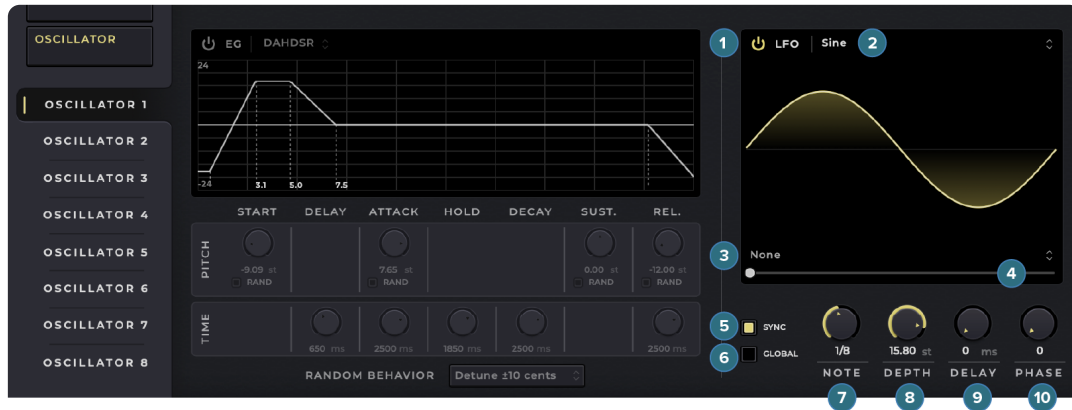 OSCILLATOR
OSCILLATOR 1
OSCILLATOR 2
OSCILLATOR 3
OSCILLATOR 4
OSCILLATOR 5
OSCILLATOR 6
OSCILLATOR 7
OSCILLATOR 8
EG DAHDSR
24
-24
3.1 5.0 7.5
START DELAY ATTACK HOLD DECAY SUST. REL.
PITCH
-9.09 st 7.65 st 0.00 st -12.00 st
RAND RAND RAND RAND
TIME
650 ms 2500 ms 1850 ms 2500 ms 2500 ms
RANDOM BEHAVIOR Detune ±10 cents
1 LFO Sine 2
3 None
4
5 SYNC
6 GLOBAL
1/8 15.80 st 0 ms 0
NOTE DEPTH DELAY PHASE
7 8 9 10